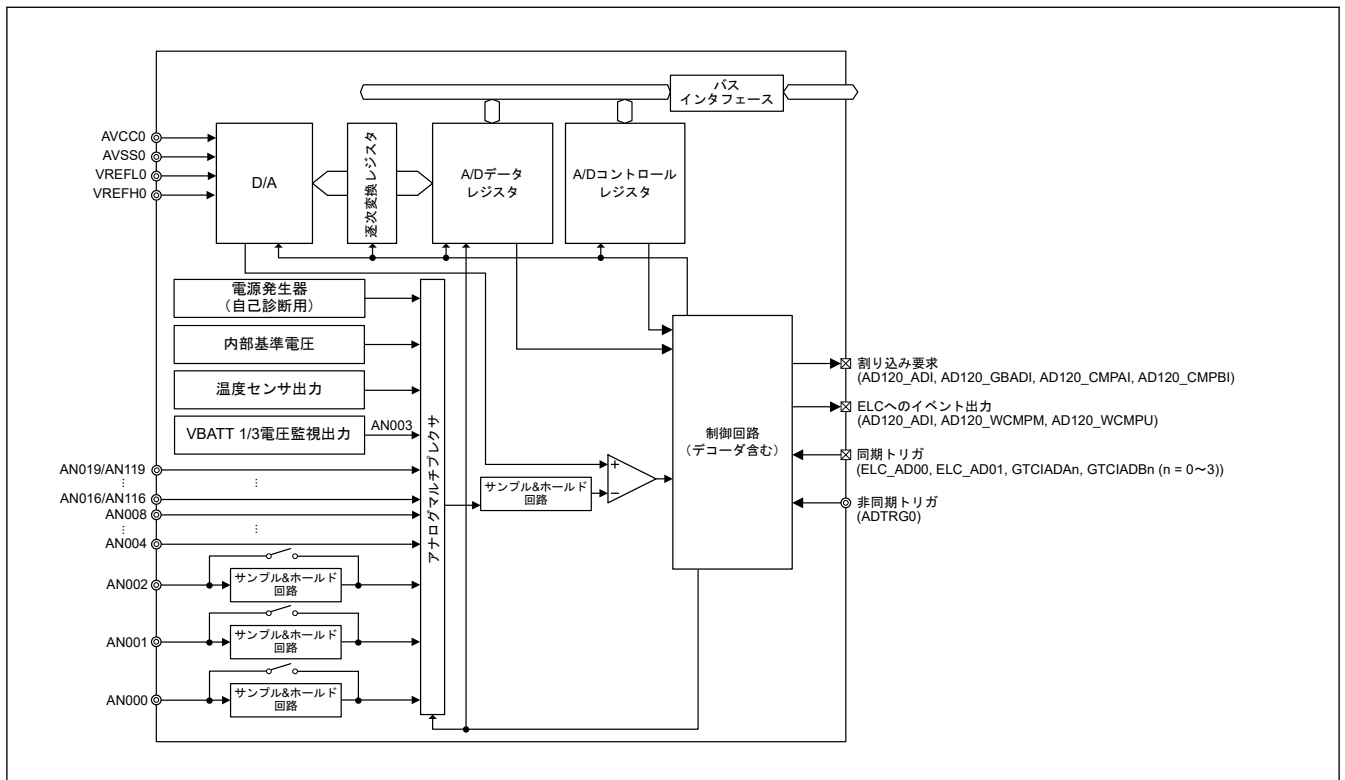 バス
インタフェース
AVCC0
AVSS0
VREFL0
VREFH0
D/A
逐次変換レジスタ
A/Dデータ
レジスタ
A/Dコントロール
レジスタ
電源発生器
(自己診断用)
内部基準電圧
温度センサ出力
VBATT 1/3電圧監視出力
AN003
アナログマルチプレクサ
AN019/AN119
⋮
AN016/AN116
AN008
⋮
AN004
AN002
サンプル&ホールド
回路
AN001
サンプル&ホールド
回路
AN000
サンプル&ホールド
回路
サンプル&ホールド
回路
+
−
制御回路
(デコーダ含む)
割り込み要求
(AD120_ADI, AD120_GBADI, AD120_CMPAI, AD120_CMPBI)
ELCへのイベント出力
(AD120_ADI, AD120_WCMPM, AD120_WCMPU)
同期トリガ
(ELC_AD00, ELC_AD01, GTCIADAn, GTCIADBn (n = 0~3))
非同期トリガ
(ADTRG0)